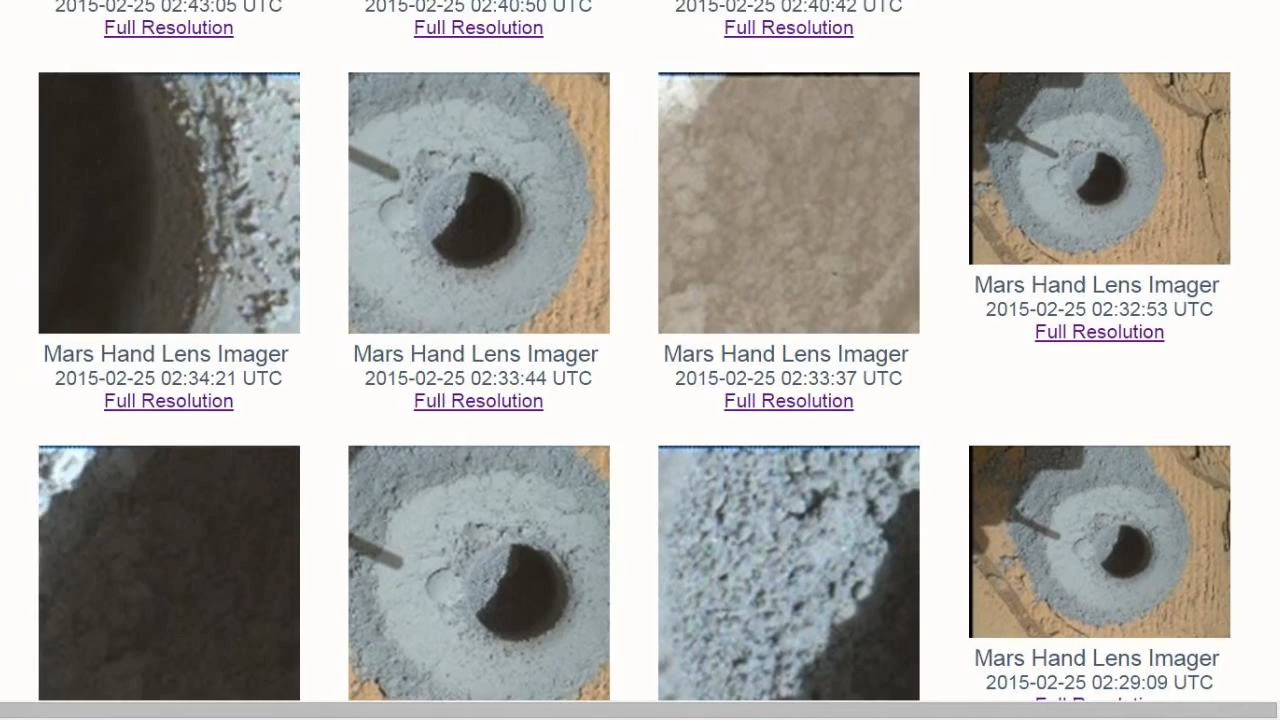 2015-02-25 02:43:05 UTC
2015-02-25 02:40:50 UTC
2015-02-25 02:40:42 UTC
Full Resolution
Full Resolution
Full Resolution
Mars Hand Lens Imager
2015-02-25 02:32:53 UTC
Full Resolution
Mars Hand Lens Imager
Mars Hand Lens Imager
Mars Hand Lens Imager
2015-02-25 02:34:21 UTC
2015-02-25 02:33:44 UTC
2015-02-25 02:33:37 UTC
Full Resolution
Full Resolution
Full Resolution
Mars Hand Lens Imager
2015-02-25 02:29:09 UTC
Full Resolution